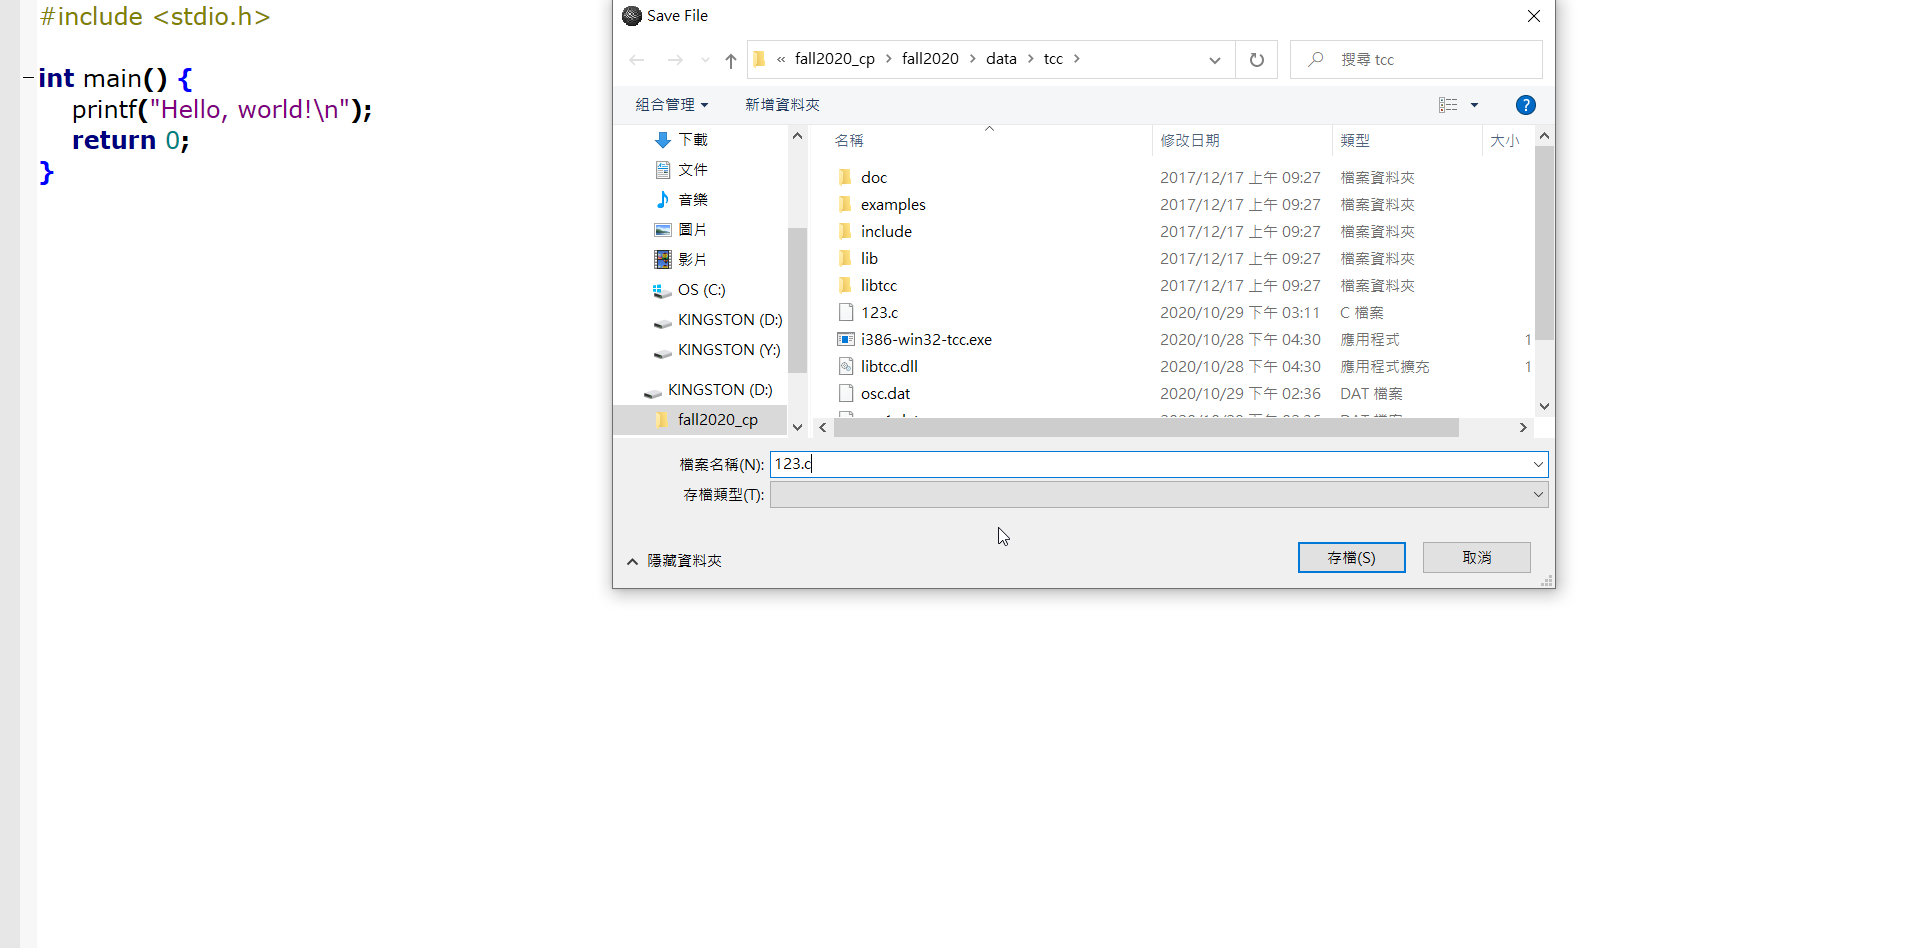 #include <stdio.h>
int main() {
printf("Hello, world!\n");
return 0;
}
Save File
« fall2020_cp > fall2020 > data > tcc >
搜尋 tcc
組合管理
新增資料夾
?
下載
文件
音樂
圖片
影片
OS (C:)
KINGSTON (D:)
KINGSTON (Y:)
KINGSTON (D:)
fall2020_cp
名稱 修改日期 類型 大小
doc 2017/12/17 上午 09:27 檔案資料夾
examples 2017/12/17 上午 09:27 檔案資料夾
include 2017/12/17 上午 09:27 檔案資料夾
lib 2017/12/17 上午 09:27 檔案資料夾
libtcc 2017/12/17 上午 09:27 檔案資料夾
123.c 2020/10/29 下午 03:11 C 檔案
i386-win32-tcc.exe 2020/10/28 下午 04:30 應用程式 1
libtcc.dll 2020/10/28 下午 04:30 應用程式擴充 1
osc.dat 2020/10/29 下午 02:36 DAT 檔案
檔案名稱(N): 123.c
存檔類型(T):
隱藏資料夾
存檔(S)
取消